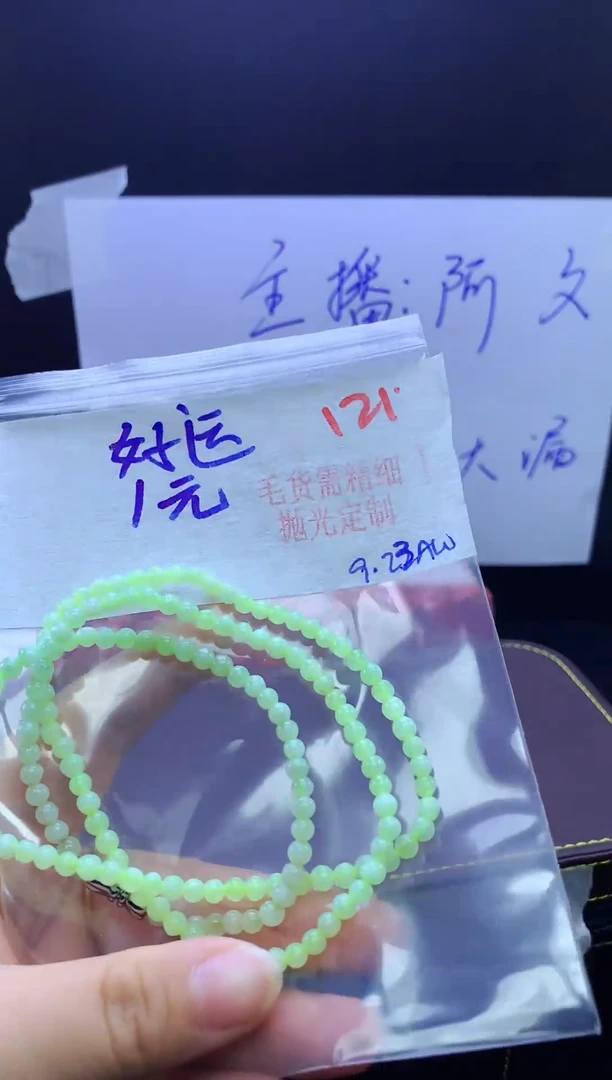 主播:阿文
大漏
好运
121.
1元
毛货需精细!
抛光定制
9.23AW